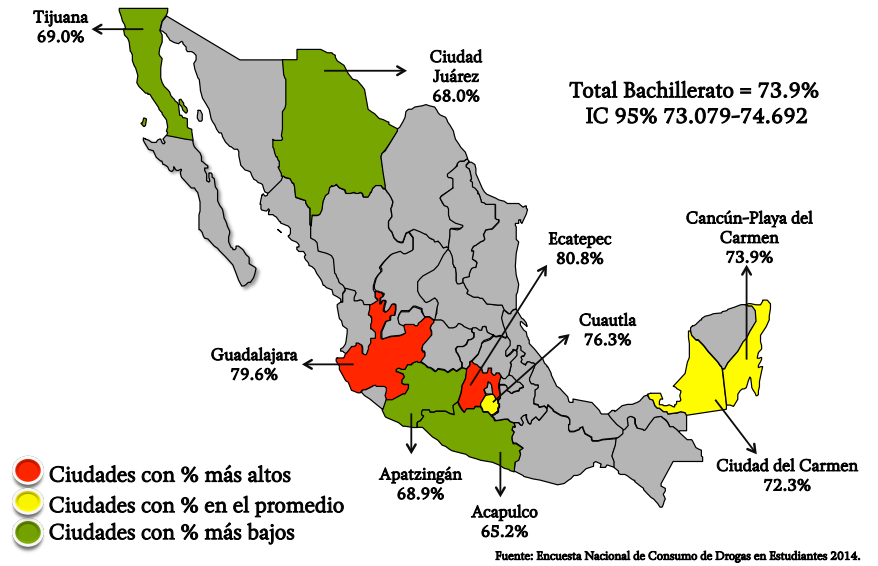 Tijuana
69.0%
Ciudad
Juárez
68.0%
Total Bachillerato = 73.9%
IC 95% 73.079-74.692
Cancún-Playa del
Carmen
73.9%
Ecatepec
80.8%
Cuautla
76.3%
Guadalajara
79.6%
Ciudad del Carmen
72.3%
Apatzingán
68.9%
Acapulco
65.2%
Ciudades con % más altos
Ciudades con % en el promedio
Ciudades con % más bajos
Fuente: Encuesta Nacional de Consumo de Drogas en Estudiantes 2014.